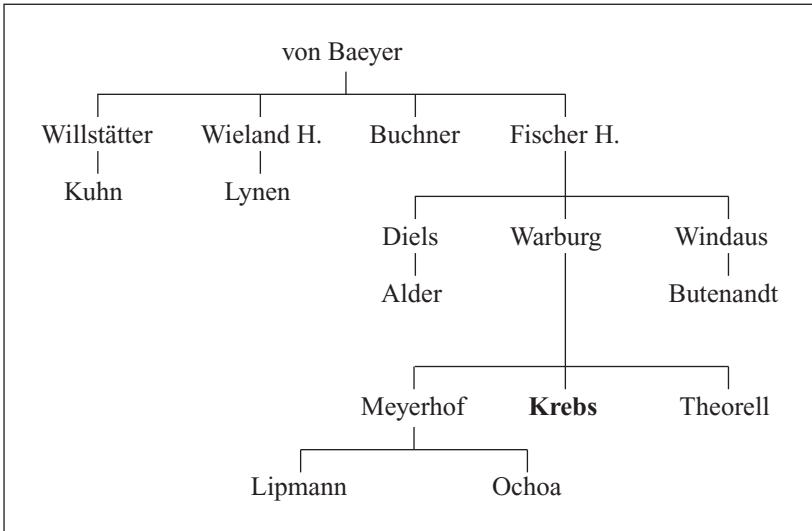 von Baeyer
Willstätter Wieland H. Buchner Fischer H.
Kuhn Lynen
Diels Warburg Windaus
Alder Butenandt
Meyerhof Krebs Theorell
Lipmann Ochoa